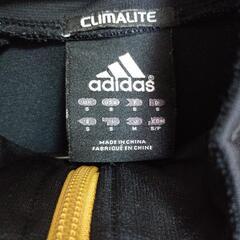 CLIMALITE
adidas
S S S S
S S M S/P
MADE IN CHINA
FABRIQUÉ EN CHINE